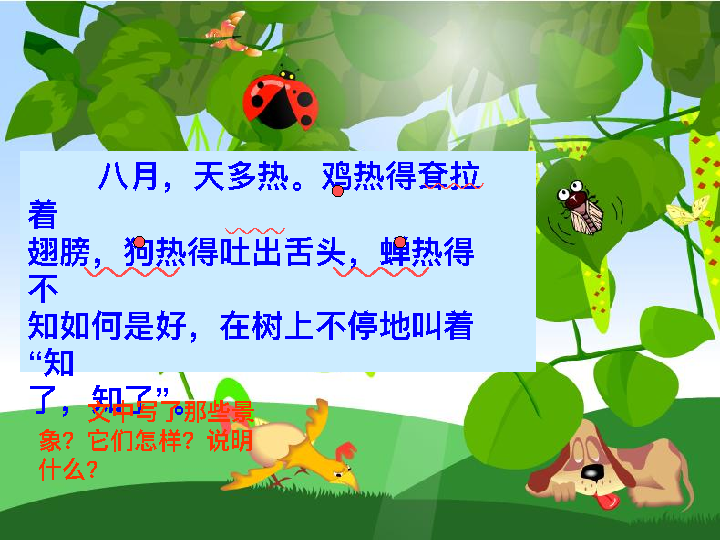 八月，天多热。鸡热得耷拉
着
翅膀，狗热得吐出舌头，蝉热得
不
知如何是好，在树上不停地叫着
“知
了，知了”。
文中写了那些景
象？它们怎样？说明
什么？